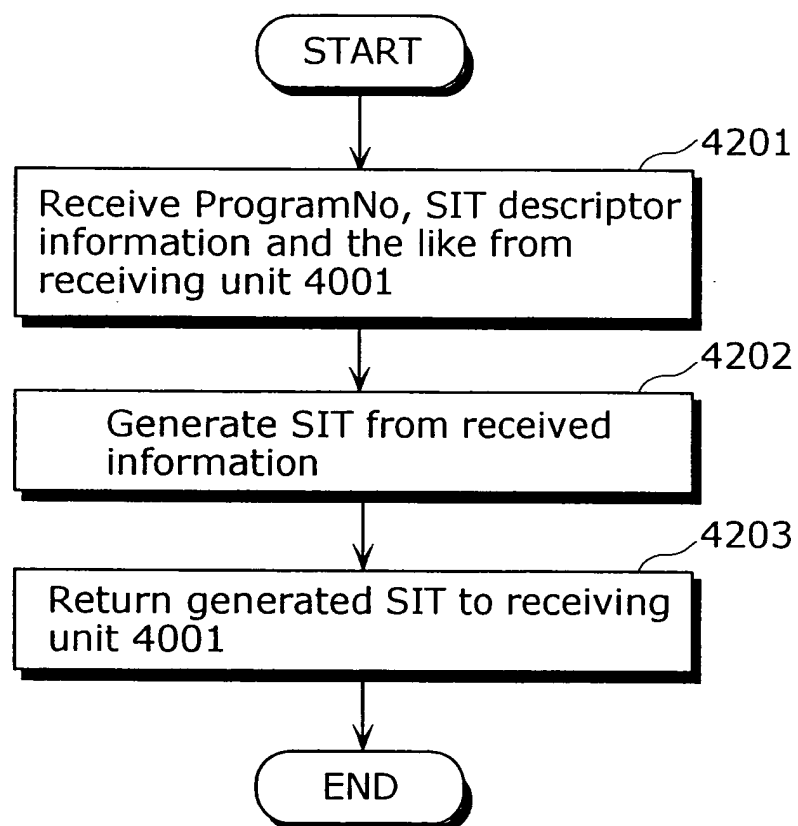 START
4201
Receive ProgramNo, SIT descriptor
information and the like from
receiving unit 4001
4202
Generate SIT from received
information
4203
Return generated SIT to receiving
unit 4001
END